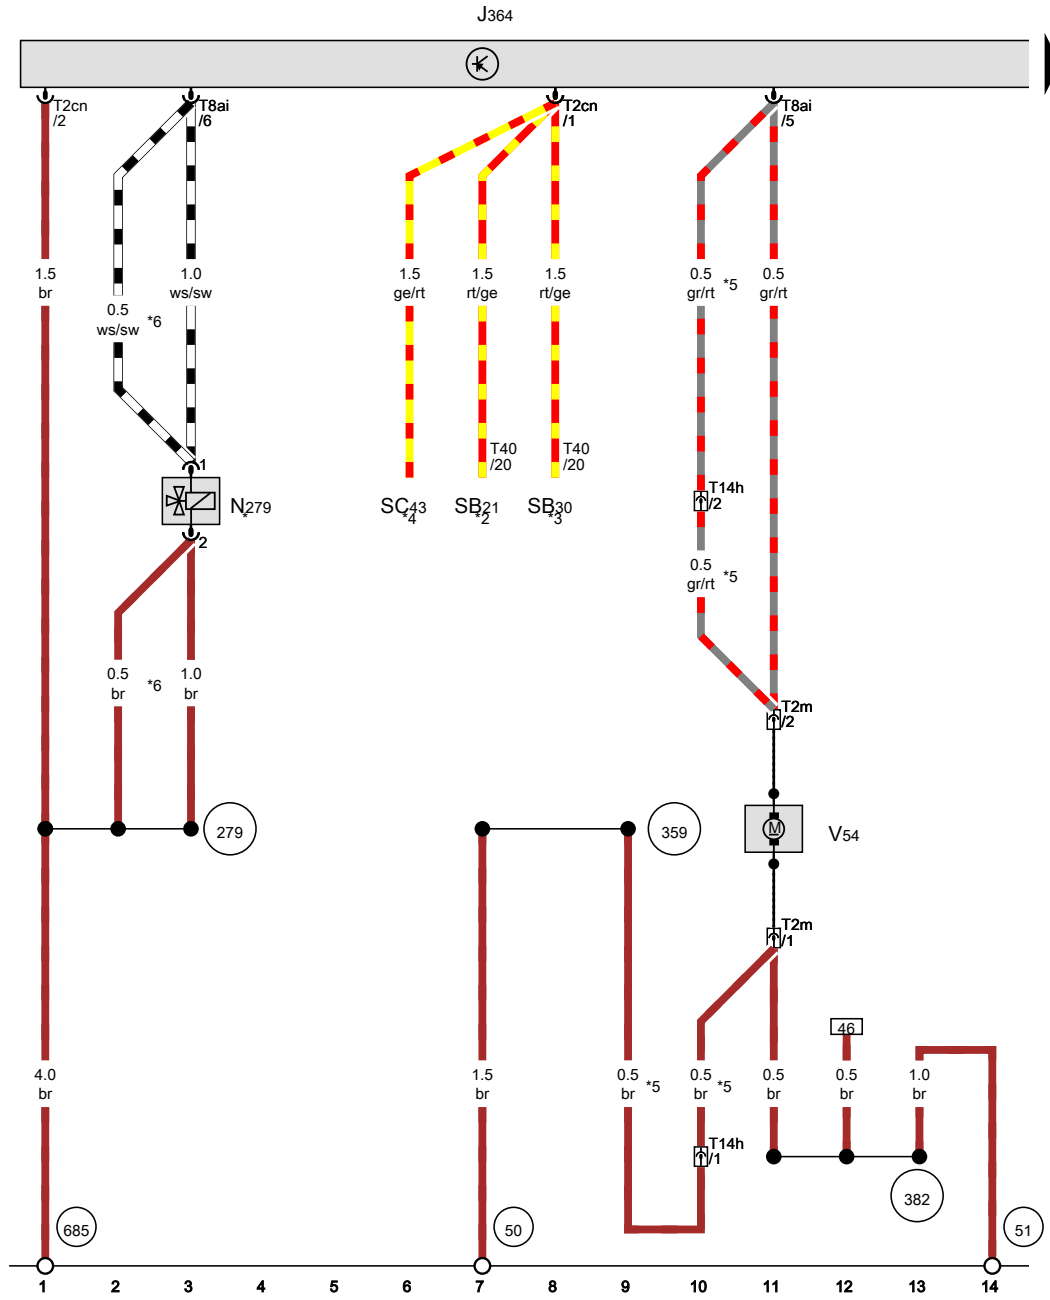 J364
T2cn
/2
T8ai
/6
T2cn
/1
T8ai
/5
1.5
br
1.0
ws/sw
1.5
ge/rt
1.5
rt/ge
1.5
rt/ge
0.5
gr/rt
*5
0.5
gr/rt
0.5
ws/sw
*6
T40
/20
T40
/20
1
N279
*
SC43
*4
SB21
*2
SB30
*3
T14h
/2
2
0.5
gr/rt
*5
0.5
br
*6
1.0
br
T2m
/2
279
359
M
V54
T2m
/1
46
4.0
br
1.5
br
0.5
br
*5
0.5
br
*5
0.5
br
0.5
br
1.0
br
T14h
/1
382
685
50
51
1 2 3 4 5 6 7 8 9 10 11 12 13 14